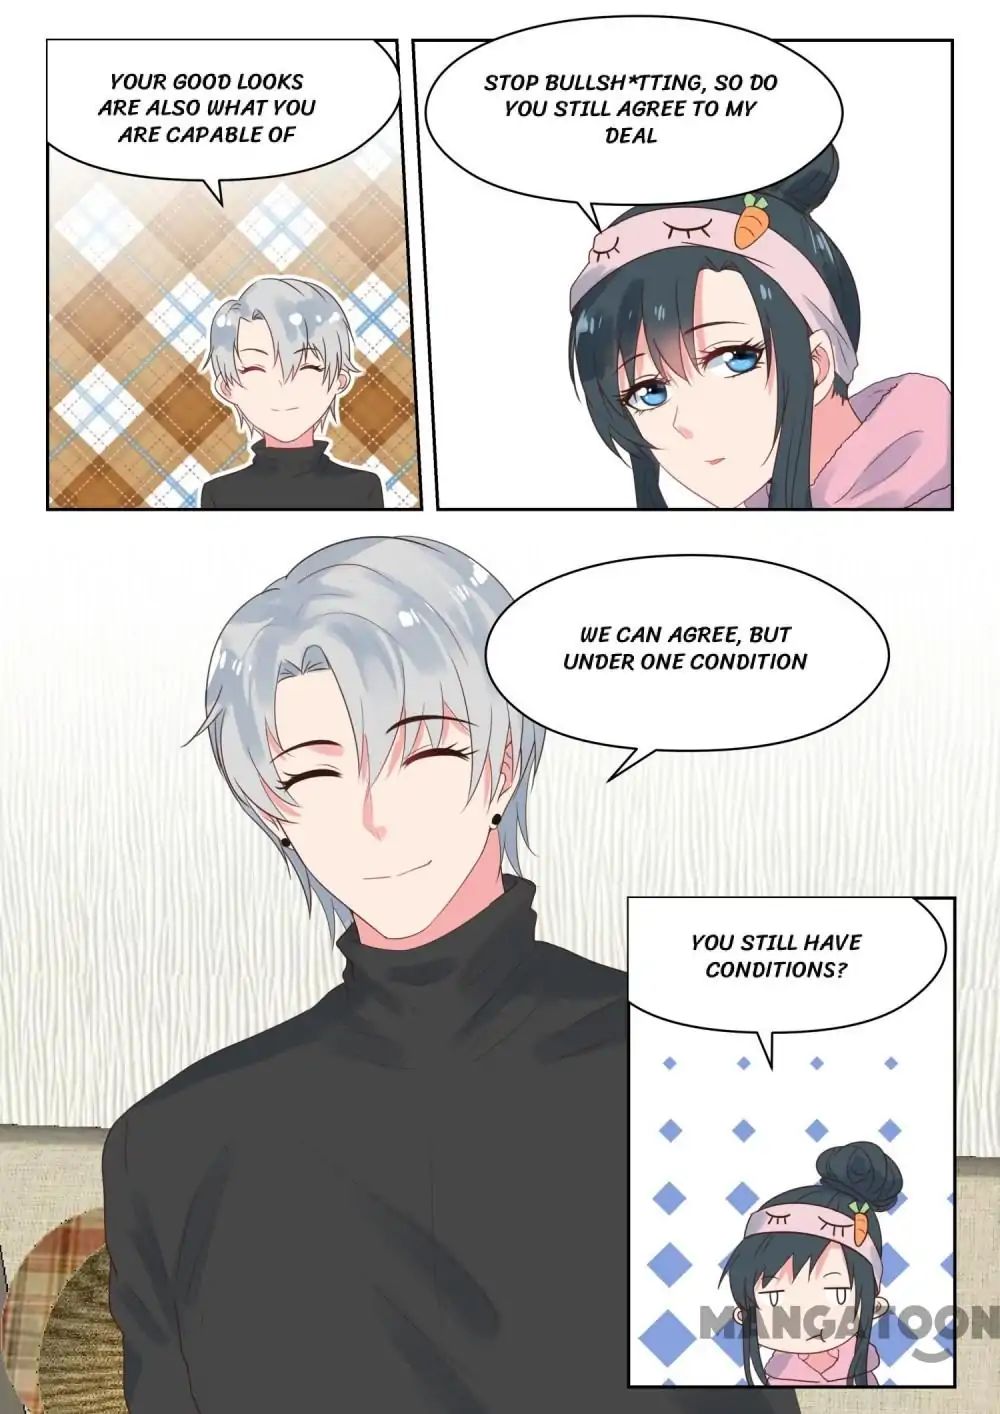 YOUR GOOD LOOKS
ARE ALSO WHAT YOU
ARE CAPABLE OF
STOP BULLSH*TTING, SO DO
YOU STILL AGREE TO MY
DEAL
WE CAN AGREE, BUT
UNDER ONE CONDITION
YOU STILL HAVE
CONDITIONS?
MANGATOON